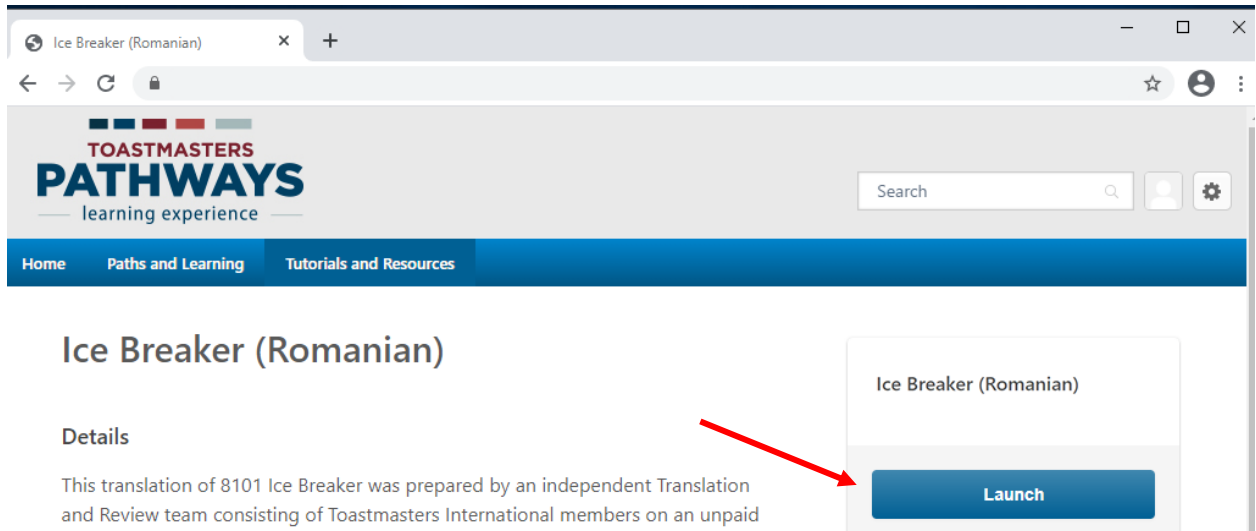 Ice Breaker (Romanian)
TOASTMASTERS
PATHWAYS
learning experience
Search
Home Paths and Learning Tutorials and Resources
Ice Breaker (Romanian)
Details
This translation of 8101 Ice Breaker was prepared by an independent Translation
and Review team consisting of Toastmasters International members on an unpaid
Ice Breaker (Romanian)
Launch